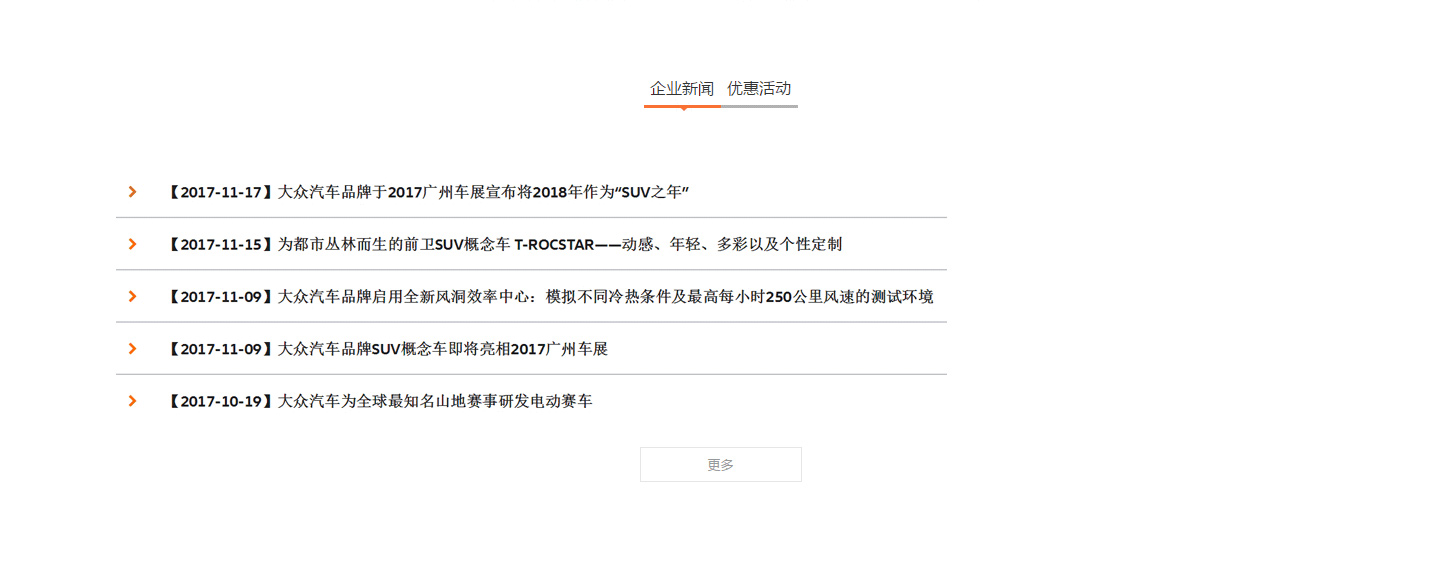 企业新闻 优惠活动
【2017-11-17】大众汽车品牌于2017广州车展宣布将2018年作为“SUV之年”
【2017-11-15】为都市丛林而生的前卫SUV概念车 T-ROCSTAR——动感、年轻、多彩以及个性定制
【2017-11-09】大众汽车品牌启用全新风洞效率中心：模拟不同冷热条件及最高每小时250公里风速的测试环境
【2017-11-09】大众汽车品牌SUV概念车即将亮相2017广州车展
【2017-10-19】大众汽车为全球最知名山地赛事研发电动赛车
更多